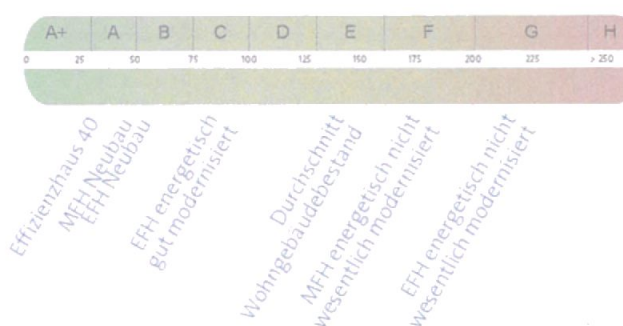 A+ A B C D E F G H
0 25 50 75 100 125 150 175 200 225 > 250
Effizienzhaus 40
MFH Neubau
EFH Neubau
EFH energetisch
gut modernisiert
Durchschnitt
Wohngebäudebestand
MFH energetisch nicht
wesentlich modernisiert
EFH energetisch nicht
wesentlich modernisiert